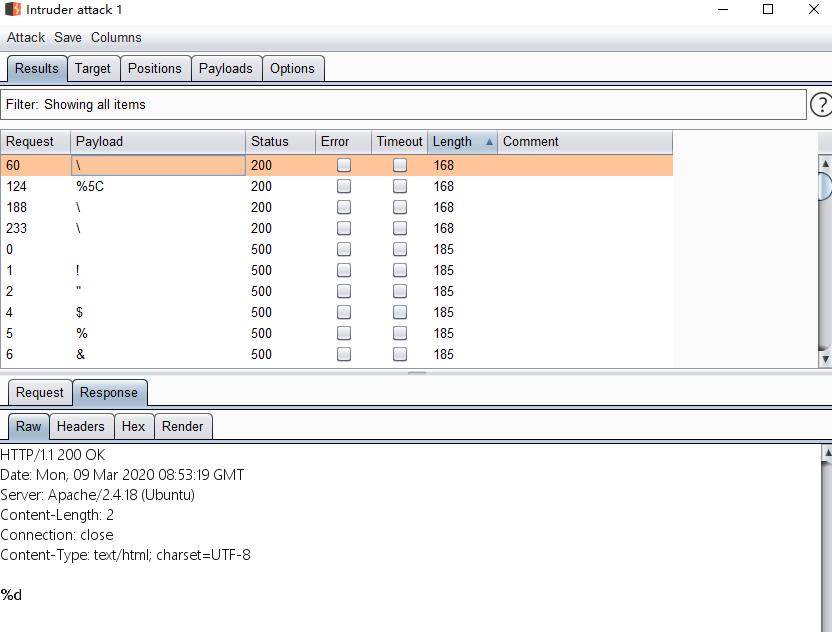 Intruder attack 1
Attack Save Columns
Results Target Positions Payloads Options
Filter: Showing all items
?
Request Payload Status Error Timeout Length Comment
60 \ 200 168
124 %5C 200 168
188 \ 200 168
233 \ 200 168
0 500 185
1 ! 500 185
2 " 500 185
4 $ 500 185
5 % 500 185
6 & 500 185
Request Response
Raw Headers Hex Render
HTTP/1.1 200 OK
Date: Mon, 09 Mar 2020 08:53:19 GMT
Server: Apache/2.4.18 (Ubuntu)
Content-Length: 2
Connection: close
Content-Type: text/html; charset=UTF-8
%d